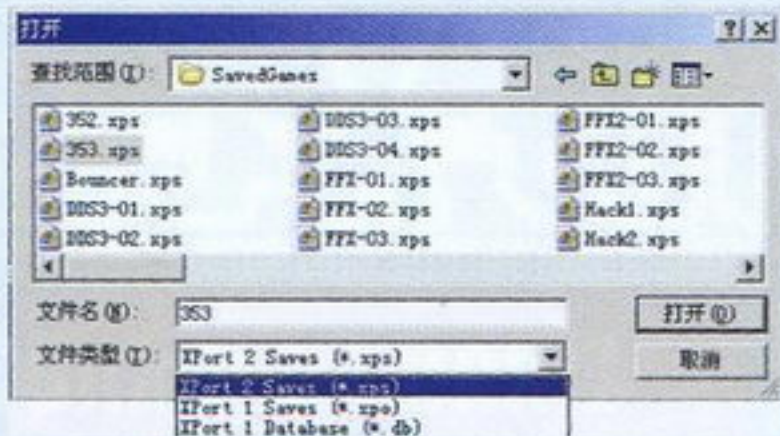 打开
查找范围(I): SavedGames
352.xps DDS3-03.xps FFX2-01.xps
353.xps DDS3-04.xps FFX2-02.xps
Bouncer.xps FFX-01.xps FFX2-03.xps
DDS3-01.xps FFX-02.xps Hack1.xps
DDS3-02.xps FFX-03.xps Hack2.xps
文件名(N): 353 打开(O)
文件类型(T): XPort 2 Saves (*.xps) 取消
XPort 2 Saves (*.xps)
XPort 1 Saves (*.xpo)
XPort 1 Database (*.db)